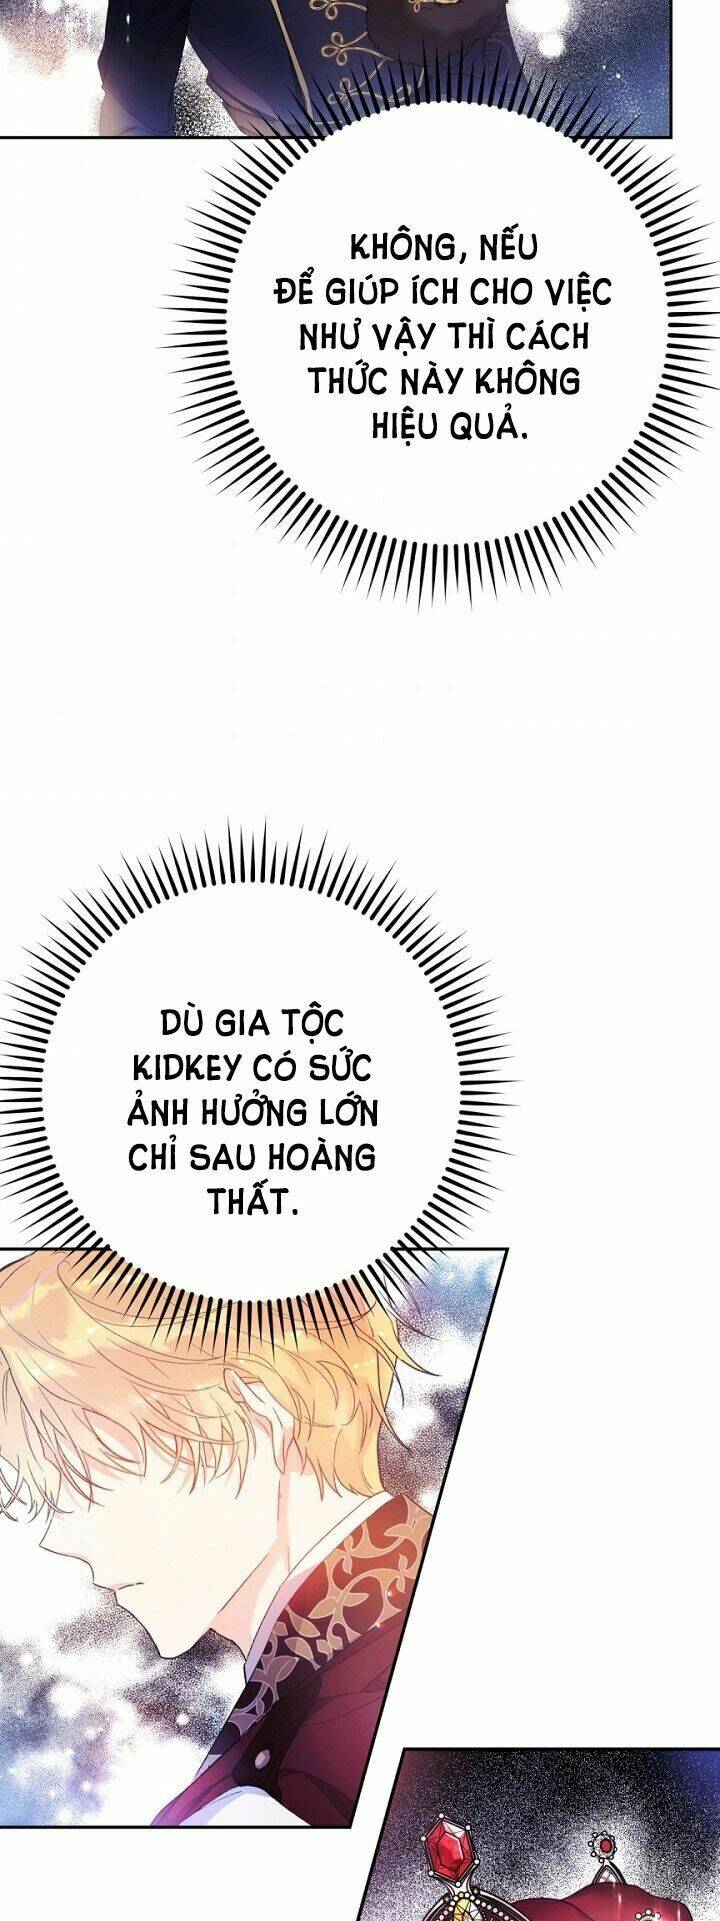 KHÔNG, NẾU
ĐỂ GIÚP ÍCH CHO VIỆC
NHƯ VẬY THÌ CÁCH
THỨC NÀY KHÔNG
HIỆU QUẢ.
DÙ GIA TỘC
KIDKEY CÓ SỨC
ẢNH HƯỞNG LỚN
CHỈ SAU HOÀNG
THẤT.